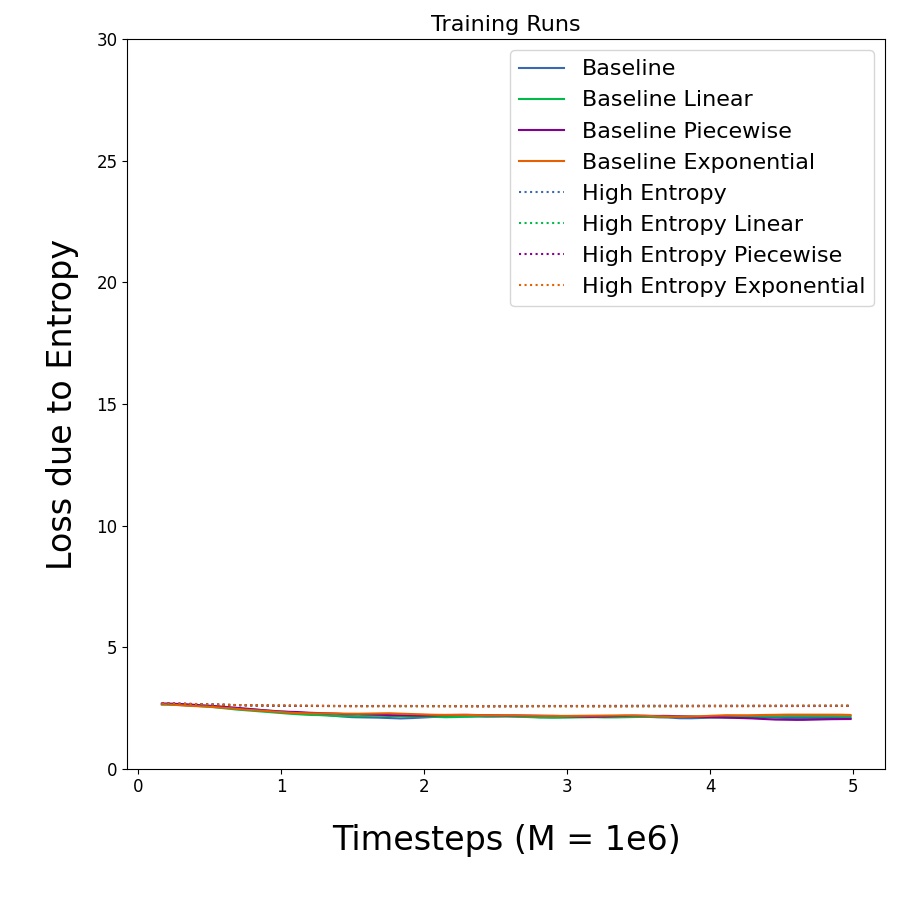 Training Runs
30
25
20
15
10
5
0
Loss due to Entropy
Baseline
Baseline Linear
Baseline Piecewise
Baseline Exponential
High Entropy
High Entropy Linear
High Entropy Piecewise
High Entropy Exponential
0 1 2 3 4 5
Timesteps (M = 1e6)